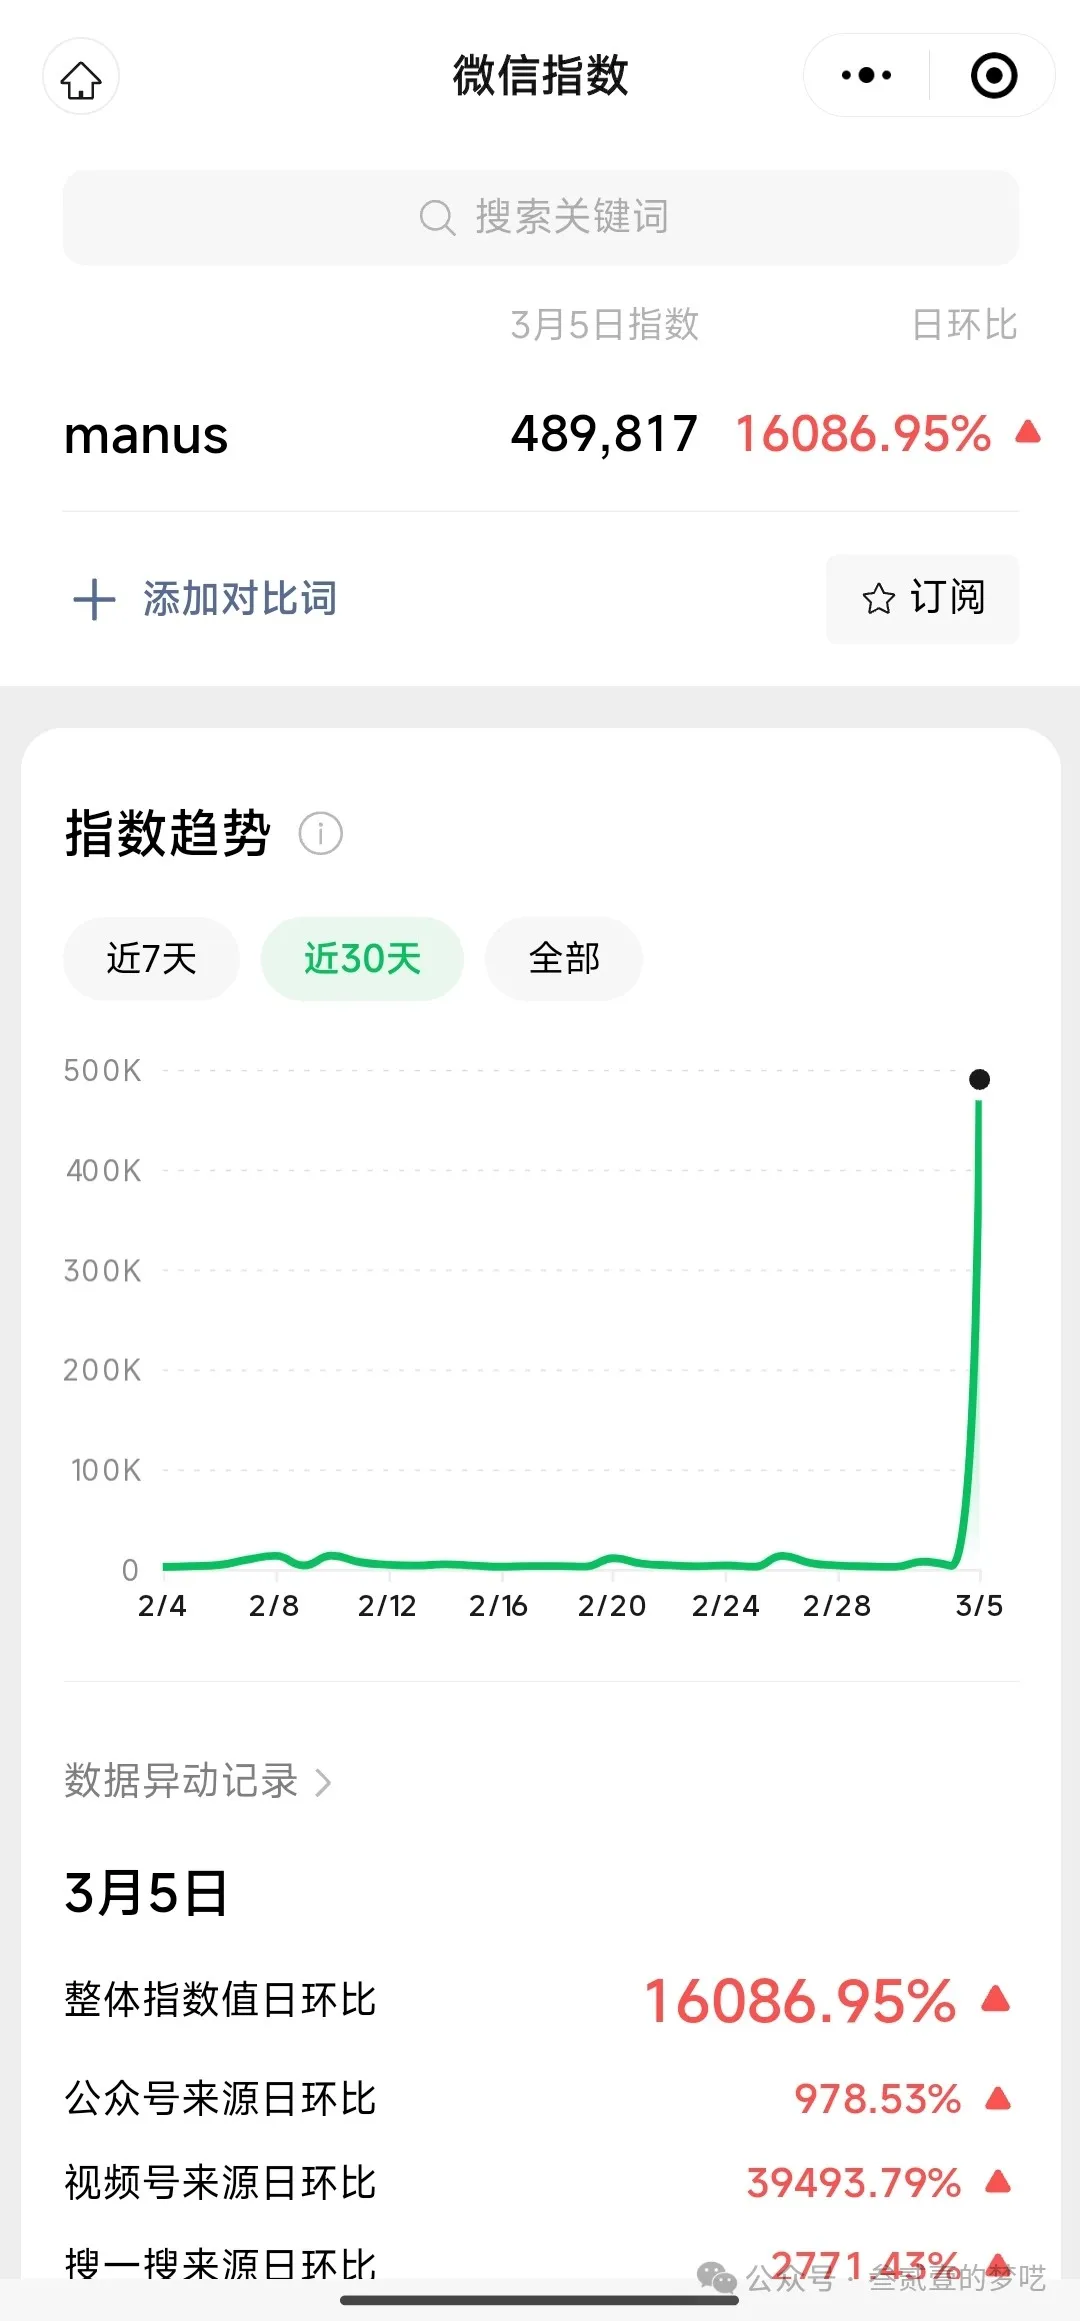 微信指数
搜索关键词
3月5日指数 日环比
manus 489,817 16086.95%
添加对比词 订阅
指数趋势
近7天 近30天 全部
500K
400K
300K
200K
100K
0
2/4 2/8 2/12 2/16 2/20 2/24 2/28 3/5
数据异动记录
3月5日
整体指数值日环比 16086.95%
公众号来源日环比 978.53%
视频号来源日环比 39493.79%
搜一搜来源日环比 2771.43%
公众号 · 叁贰壹的梦呓